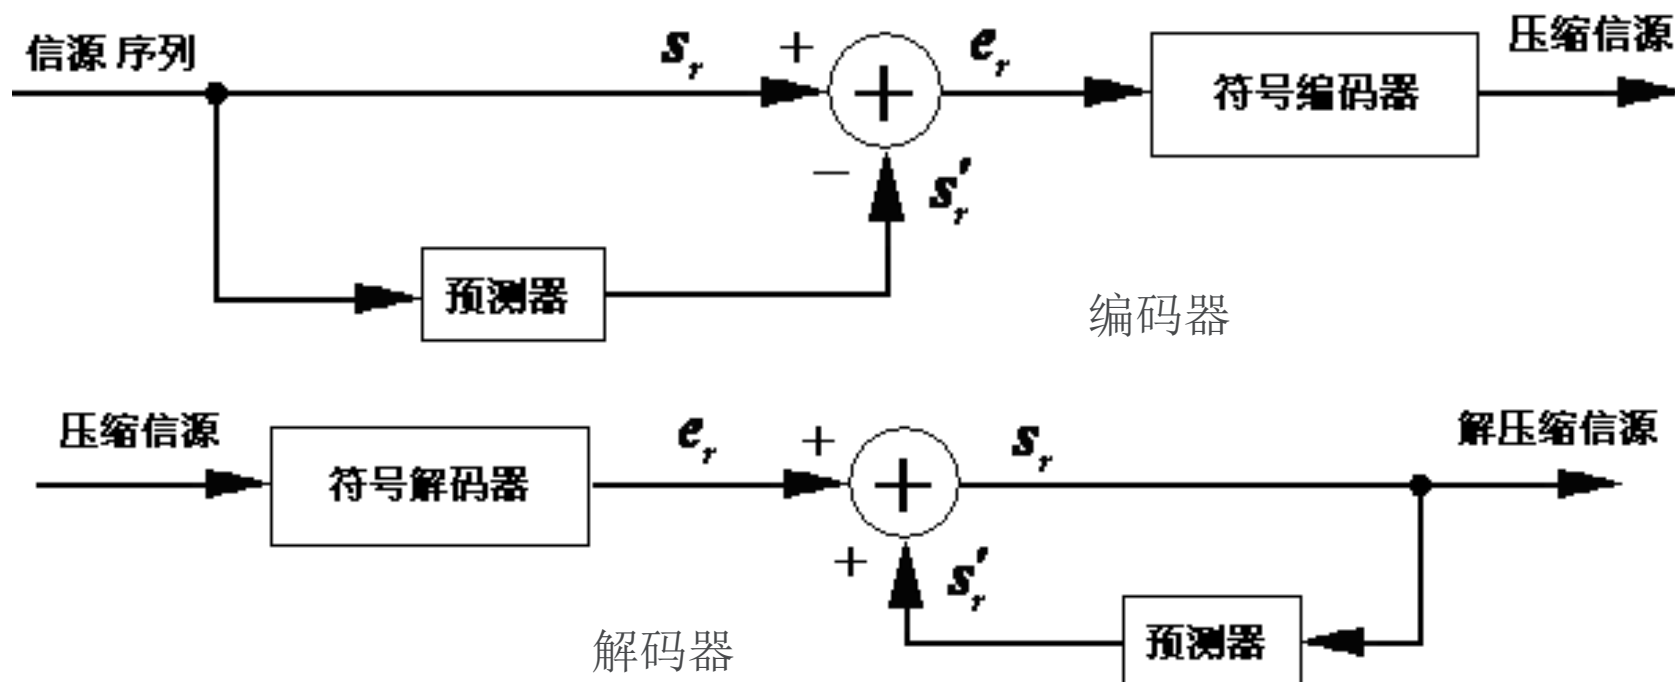 信源 序列
s_r
+
e_r
压缩信源
+
符号编码器
−
s'_r
预测器
编码器
压缩信源
e_r
+
s_r
解压缩信源
符号解码器
+
+
s'_r
解码器
预测器